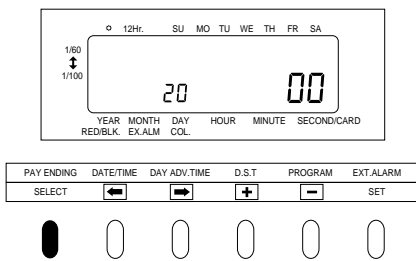 12Hr. SU MO TU WE TH FR SA
1/60
1/100
20 00
YEAR MONTH DAY HOUR MINUTE SECOND/CARD
RED/BLK. EX.ALM COL.
PAY ENDING DATE/TIME DAY ADV.TIME D.S.T PROGRAM EXT.ALARM
SELECT ← → + − SET